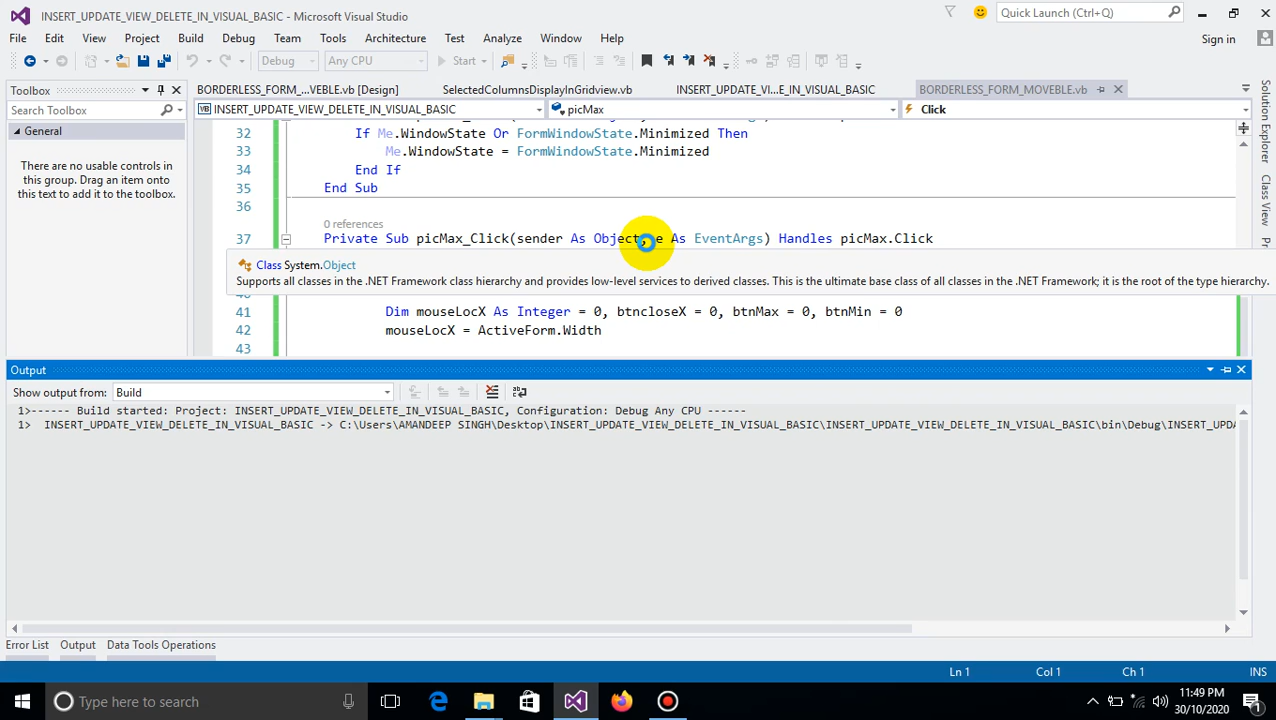 INSERT_UPDATE_VIEW_DELETE_IN_VISUAL_BASIC - Microsoft Visual Studio
Quick Launch (Ctrl+Q)
File Edit View Project Build Debug Team Tools Architecture Test Analyze Window Help
Sign in
Debug Any CPU Start
Toolbox
BORDERLESS_FORM_...VEBLE.vb [Design] SelectedColumnsDisplayInGridview.vb INSERT_UPDATE_VI...E_IN_VISUAL_BASIC BORDERLESS_FORM_MOVEBLE.vb
Search Toolbox
INSERT_UPDATE_VIEW_DELETE_IN_VISUAL_BASIC picMax Click
General
There are no usable controls in this group. Drag an item onto this text to add it to the toolbox.
32 If Me.WindowState Or FormWindowState.Minimized Then
33 Me.WindowState = FormWindowState.Minimized
34 End If
35 End Sub
36
0 references
37 Private Sub picMax_Click(sender As Object, e As EventArgs) Handles picMax.Click
Class System.Object
Supports all classes in the .NET Framework class hierarchy and provides low-level services to derived classes. This is the ultimate base class of all classes in the .NET Framework; it is the root of the type hierarchy.
41 Dim mouseLocX As Integer = 0, btncloseX = 0, btnMax = 0, btnMin = 0
42 mouseLocX = ActiveForm.Width
43
Solution Explorer
Class View
Properties
Output
Show output from: Build
1>------ Build started: Project: INSERT_UPDATE_VIEW_DELETE_IN_VISUAL_BASIC, Configuration: Debug Any CPU ------
1> INSERT_UPDATE_VIEW_DELETE_IN_VISUAL_BASIC -> C:\Users\AMANDEEP SINGH\Desktop\INSERT_UPDATE_VIEW_DELETE_IN_VISUAL_BASIC\INSERT_UPDATE_VIEW_DELETE_IN_VISUAL_BASIC\bin\Debug\INSERT_UPDA
Error List Output Data Tools Operations
Ln 1 Col 1 Ch 1 INS
Type here to search
11:49 PM
30/10/2020
1